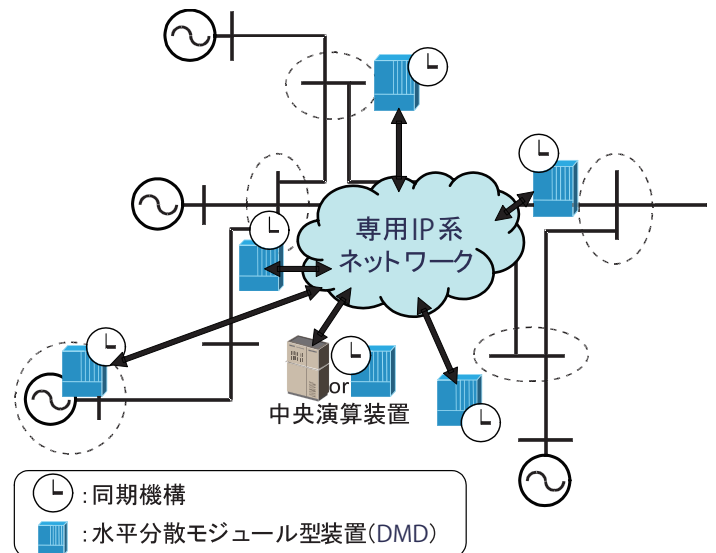 専用IP系
ネットワーク
or
中央演算装置
:同期機構
:水平分散モジュール型装置(DMD)